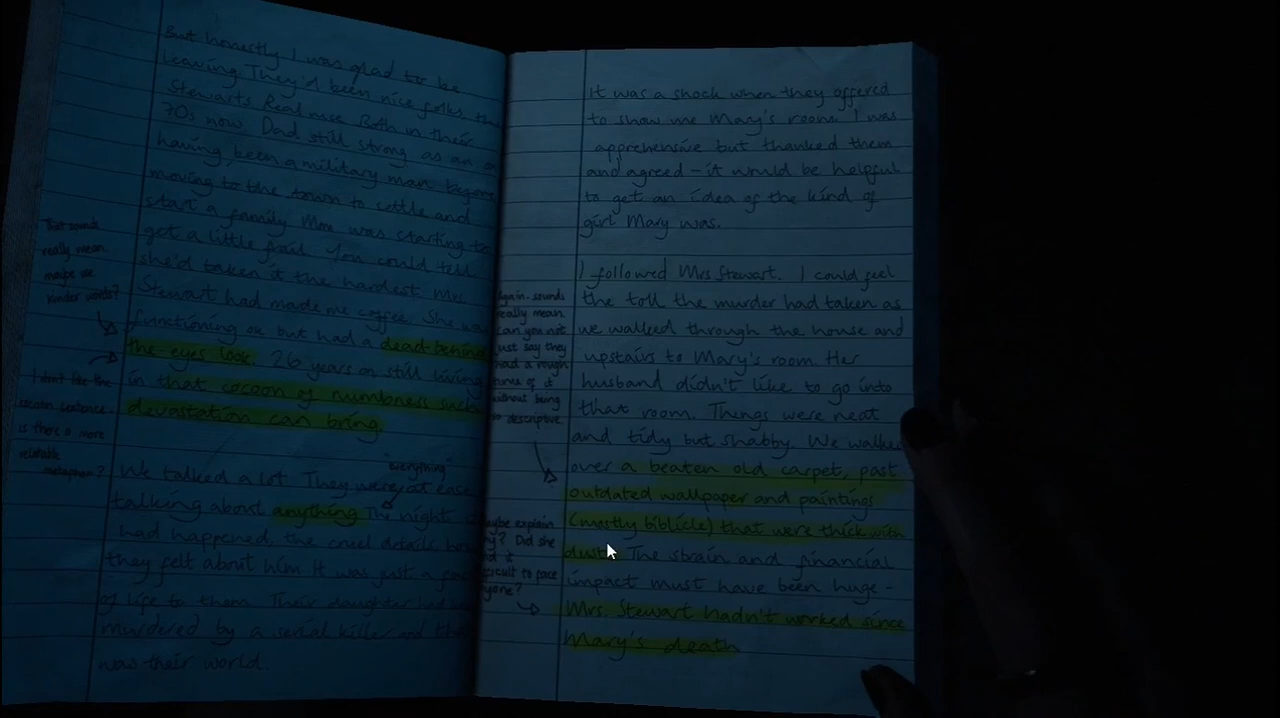 But honestly I was glad to be
leaving. They'd been nice folks, the
Stewarts. Real nice. Both in their
70s now. Dad still strong as an
having been a military man before
moving to the town to settle and
start a family. Mom was starting to
get a little frail. You could tell
she'd taken it the hardest. Mrs.
Stewart had made me coffee. She was
functioning ok but had a dead-behind
the eyes look. 26 years on still living
in that cocoon of numbness such
devastation can bring.
That sounds
really mean.
maybe use
kinder words?
I don't like the
cocoon sentence
is there a more
relatable
metaphor?
"everything"
We talked a lot. They were at ease
talking about anything. The night it
had happened, the cruel details, how
they felt about him. It was just a
of life to them. Their daughter had
murdered by a serial killer and that
was their world.
It was a shock when they offered
to show me Mary's room. I was
apprehensive but thanked them
and agreed - it would be helpful
to get an idea of the kind of
girl Mary was.
I followed Mrs Stewart. I could feel
the toll the murder had taken as
we walked through the house and
upstairs to Mary's room. Her
husband didn't like to go into
that room. Things were neat
and tidy but shabby. We walked
over a beaten old carpet, past
outdated wallpaper and paintings
(mostly biblicle) that were thick with
dust. The strain and financial
impact must have been huge -
Mrs. Stewart hadn't worked since
Mary's death
Again. sounds
really mean.
can you not
just say they
had a rough
time of it
without being
so descriptive.
maybe explain
why? Did she
find it
difficult to face
anyone?